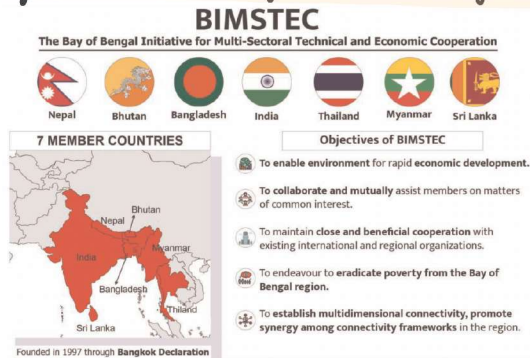 BIMSTEC
The Bay of Bengal Initiative for Multi-Sectoral Technical and Economic Cooperation
Nepal
Bhutan
Bangladesh
India
Thailand
Myanmar
Sri Lanka
7 MEMBER COUNTRIES
Bhutan
Nepal
India
Myanmar
Bangladesh
Thiland
Sri Lanka
Founded in 1997 through Bangkok Declaration
Objectives of BIMSTEC
To enable environment for rapid economic development.
To collaborate and mutually assist members on matters
of common interest.
To maintain close and beneficial cooperation with
existing international and regional organizations.
To endeavour to eradicate poverty from the Bay of
Bengal region.
To establish multidimensional connectivity, promote
synergy among connectivity frameworks in the region.